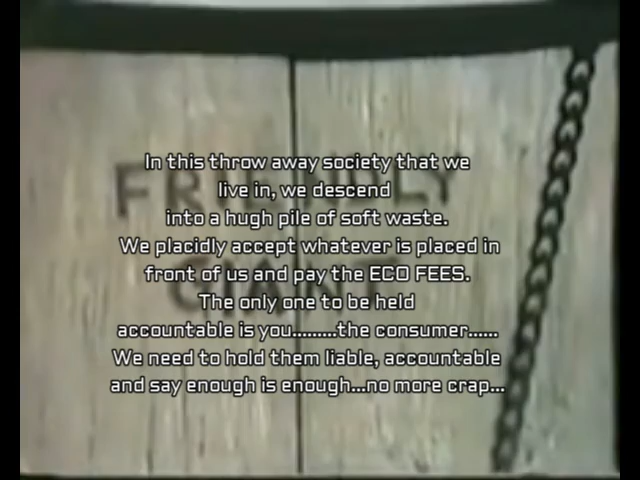 In this throw away society that we
live in, we descend
into a hugh pile of soft waste.
We placidly accept whatever is placed in
front of us and pay the ECO FEES.
The only one to be held
accountable is you.........the consumer......
We need to hold them liable, accountable
and say enough is enough...no more crap...
FRIENDLY
GIANT